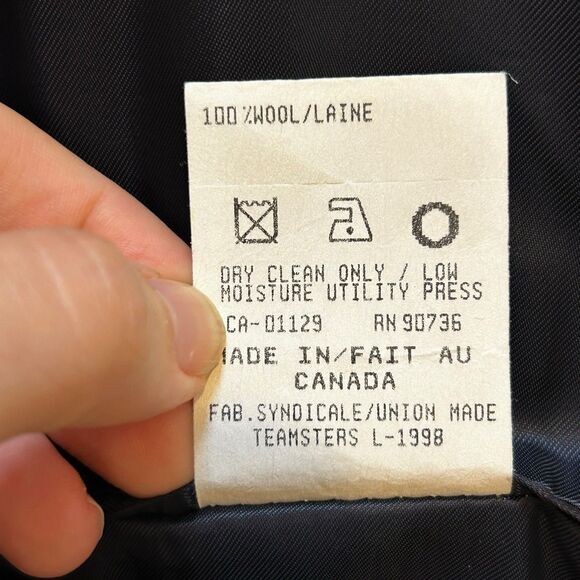 100%WOOL/LAINE
DRY CLEAN ONLY / LOW
MOISTURE UTILITY PRESS
CA-01129 RN 90736
MADE IN/FAIT AU
CANADA
FAB.SYNDICALE/UNION MADE
TEAMSTERS L-1998